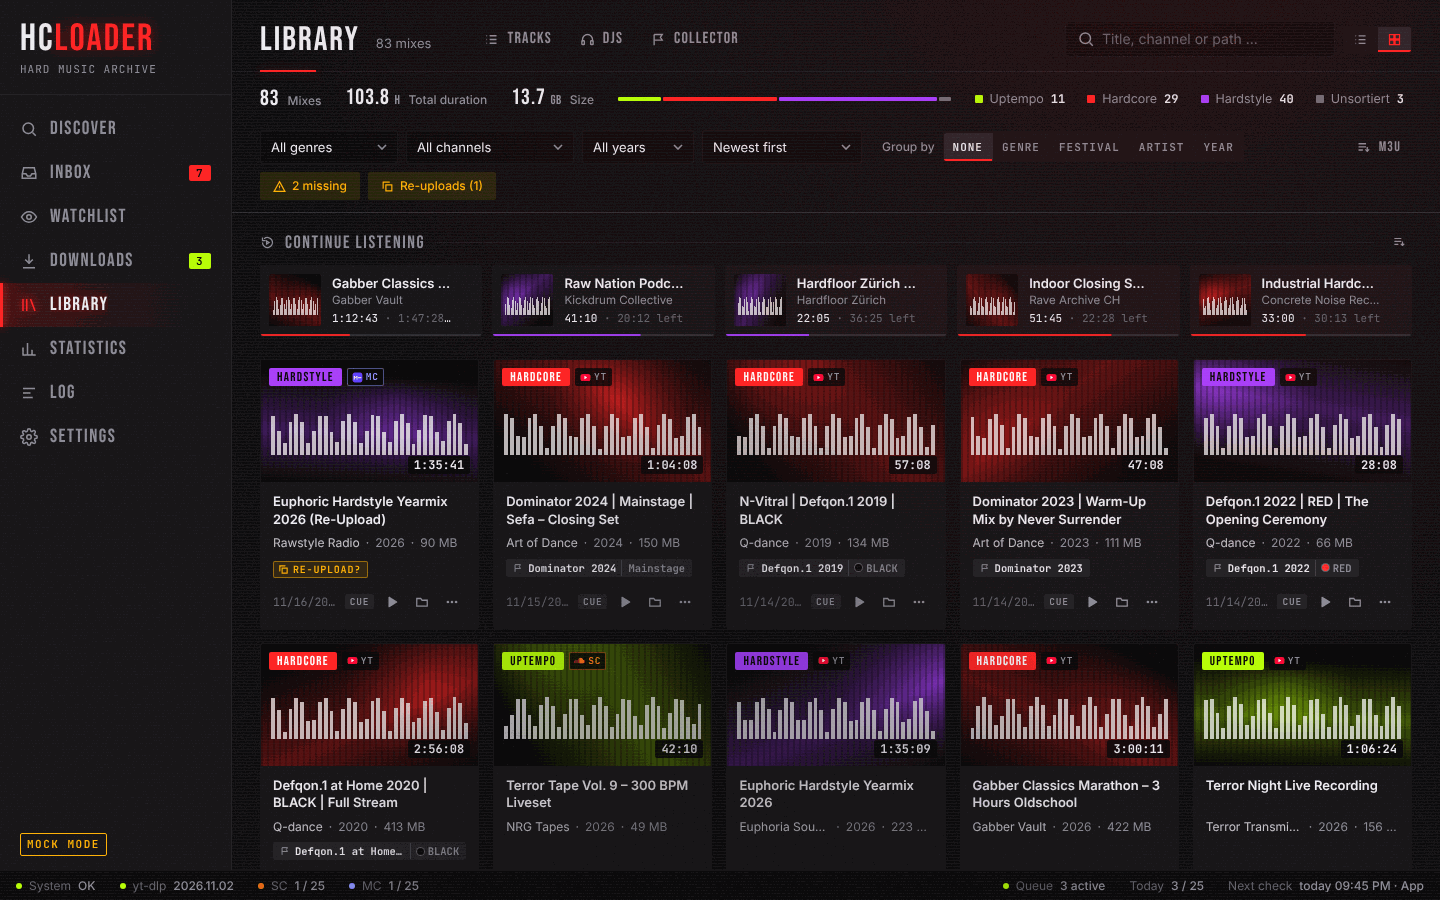 HCLOADER
HARD MUSIC ARCHIVE
DISCOVER
INBOX 7
WATCHLIST
DOWNLOADS 3
LIBRARY
STATISTICS
LOG
SETTINGS
MOCK MODE
LIBRARY 83 mixes TRACKS DJS COLLECTOR Title, channel or path ...
83 Mixes 103.8 H Total duration 13.7 GB Size Uptempo 11 Hardcore 29 Hardstyle 40 Unsortiert 3
All genres All channels All years Newest first Group by NONE GENRE FESTIVAL ARTIST YEAR M3U
2 missing Re-uploads (1)
CONTINUE LISTENING
Gabber Classics ...
Gabber Vault
1:12:43 · 1:47:28…
Raw Nation Podc...
Kickdrum Collective
41:10 · 20:12 left
Hardfloor Zürich ...
Hardfloor Zürich
22:05 · 36:25 left
Indoor Closing S...
Rave Archive CH
51:45 · 22:28 left
Industrial Hardc...
Concrete Noise Rec...
33:00 · 30:13 left
HARDSTYLE MC
1:35:41
Euphoric Hardstyle Yearmix
2026 (Re-Upload)
Rawstyle Radio · 2026 · 90 MB
RE-UPLOAD?
11/16/20… CUE
HARDCORE YT
1:04:08
Dominator 2024 | Mainstage |
Sefa – Closing Set
Art of Dance · 2024 · 150 MB
Dominator 2024 Mainstage
11/15/20… CUE
HARDCORE YT
57:08
N-Vitral | Defqon.1 2019 |
BLACK
Q-dance · 2019 · 134 MB
Defqon.1 2019 BLACK
11/14/20… CUE
HARDCORE YT
47:08
Dominator 2023 | Warm-Up
Mix by Never Surrender
Art of Dance · 2023 · 111 MB
Dominator 2023
11/14/20… CUE
HARDSTYLE YT
28:08
Defqon.1 2022 | RED | The
Opening Ceremony
Q-dance · 2022 · 66 MB
Defqon.1 2022 RED
11/14/20… CUE
HARDCORE YT
2:56:08
Defqon.1 at Home 2020 |
BLACK | Full Stream
Q-dance · 2020 · 413 MB
Defqon.1 at Home… BLACK
UPTEMPO SC
42:10
Terror Tape Vol. 9 – 300 BPM
Liveset
NRG Tapes · 2026 · 49 MB
HARDSTYLE YT
1:35:09
Euphoric Hardstyle Yearmix
2026
Euphoria Sou... · 2026 · 223 ...
HARDCORE YT
3:00:11
Gabber Classics Marathon – 3
Hours Oldschool
Gabber Vault · 2026 · 422 MB
UPTEMPO YT
1:06:24
Terror Night Live Recording
Terror Transmi... · 2026 · 156 ...
System OK yt-dlp 2026.11.02 SC 1 / 25 MC 1 / 25 Queue 3 active Today 3 / 25 Next check today 09:45 PM · App